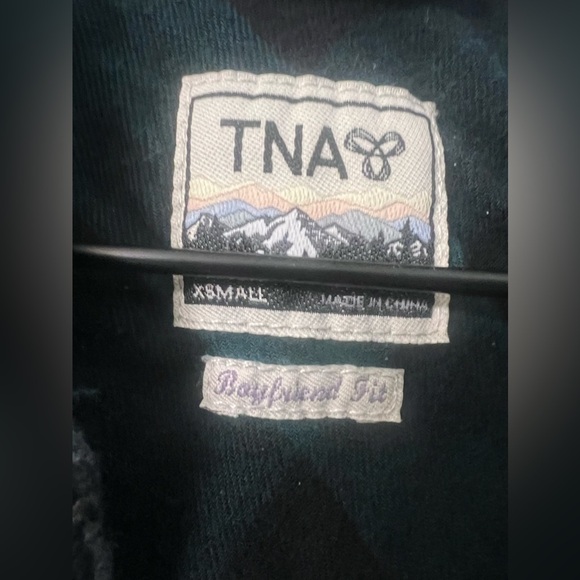 TNA
XSMALL MADE IN CHINA
Boyfriend Fit